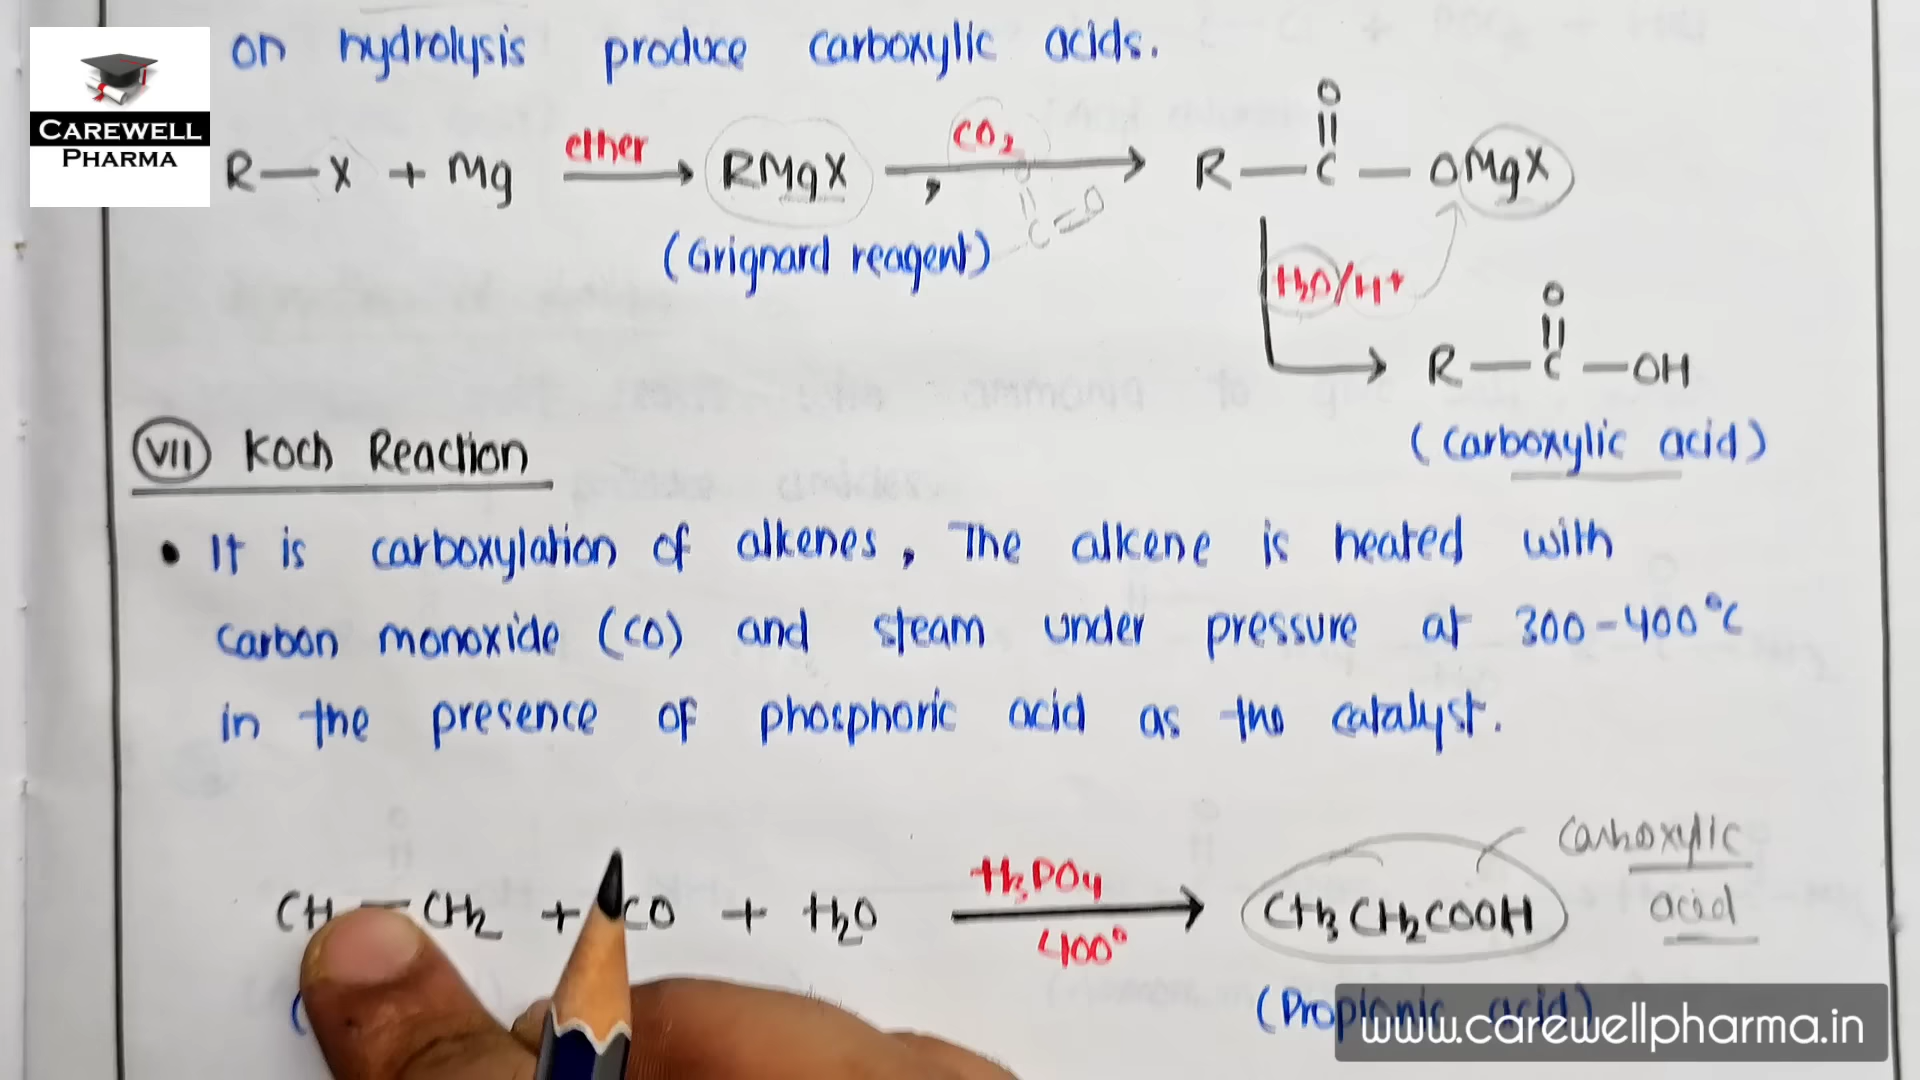 on hydrolysis produce carboxylic acids.
CAREWELL
PHARMA
R—X + Mg ether→ RMgX , CO2→ R—C(=O)—OMgX
C=O
(Grignard reagent)
H2O/H+
R—C(=O)—OH
(carboxylic acid)
VII Koch Reaction
• It is carboxylation of alkenes, The alkene is heated with
carbon monoxide (CO) and steam under pressure at 300-400°C
in the presence of phosphoric acid as the catalyst.
carboxylic
acid
CH CH2 + CO + H2O H3PO4→ 400° CH3CH2COOH
(Propionic acid)
www.carewellpharma.in